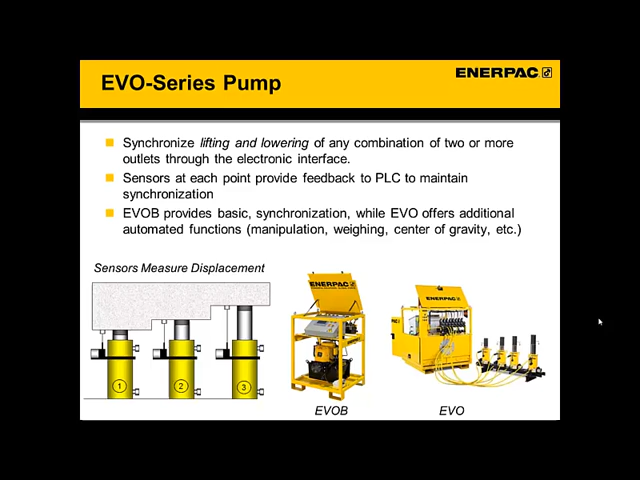 EVO-Series Pump
ENERPAC
Synchronize lifting and lowering of any combination of two or more
outlets through the electronic interface.
Sensors at each point provide feedback to PLC to maintain
synchronization
EVOB provides basic, synchronization, while EVO offers additional
automated functions (manipulation, weighing, center of gravity, etc.)
Sensors Measure Displacement
ENERPAC
ENERPAC
1
2
3
EVOB
EVO